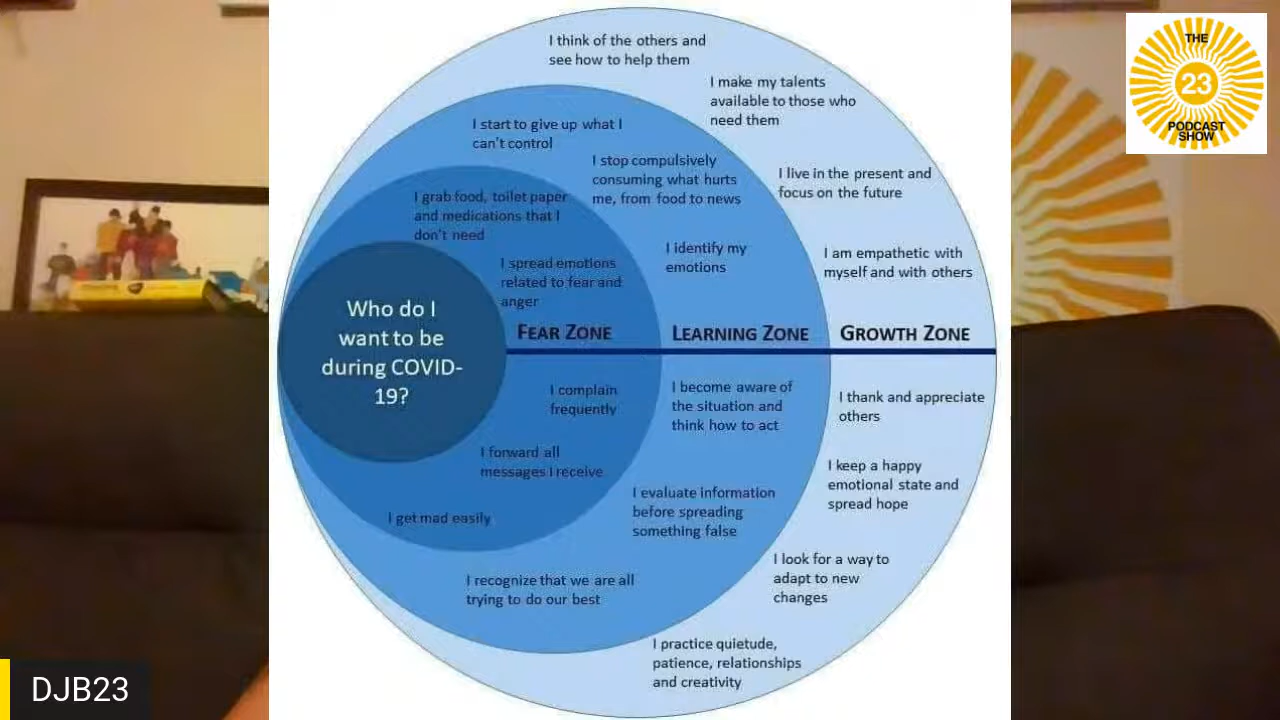 I think of the others and
see how to help them
I make my talents
available to those who
need them
I start to give up what I
can't control
I stop compulsively
consuming what hurts
me, from food to news
I live in the present and
focus on the future
I grab food, toilet paper
and medications that I
don't need
I identify my
emotions
I am empathetic with
myself and with others
I spread emotions
related to fear and
anger
Who do I
want to be
during COVID-
19?
FEAR ZONE
LEARNING ZONE
GROWTH ZONE
I complain
frequently
I become aware of
the situation and
think how to act
I thank and appreciate
others
I forward all
messages I receive
I keep a happy
emotional state and
spread hope
I evaluate information
before spreading
something false
I get mad easily
I look for a way to
adapt to new
changes
I recognize that we are all
trying to do our best
I practice quietude,
patience, relationships
and creativity
THE
23
PODCAST
SHOW
DJB23